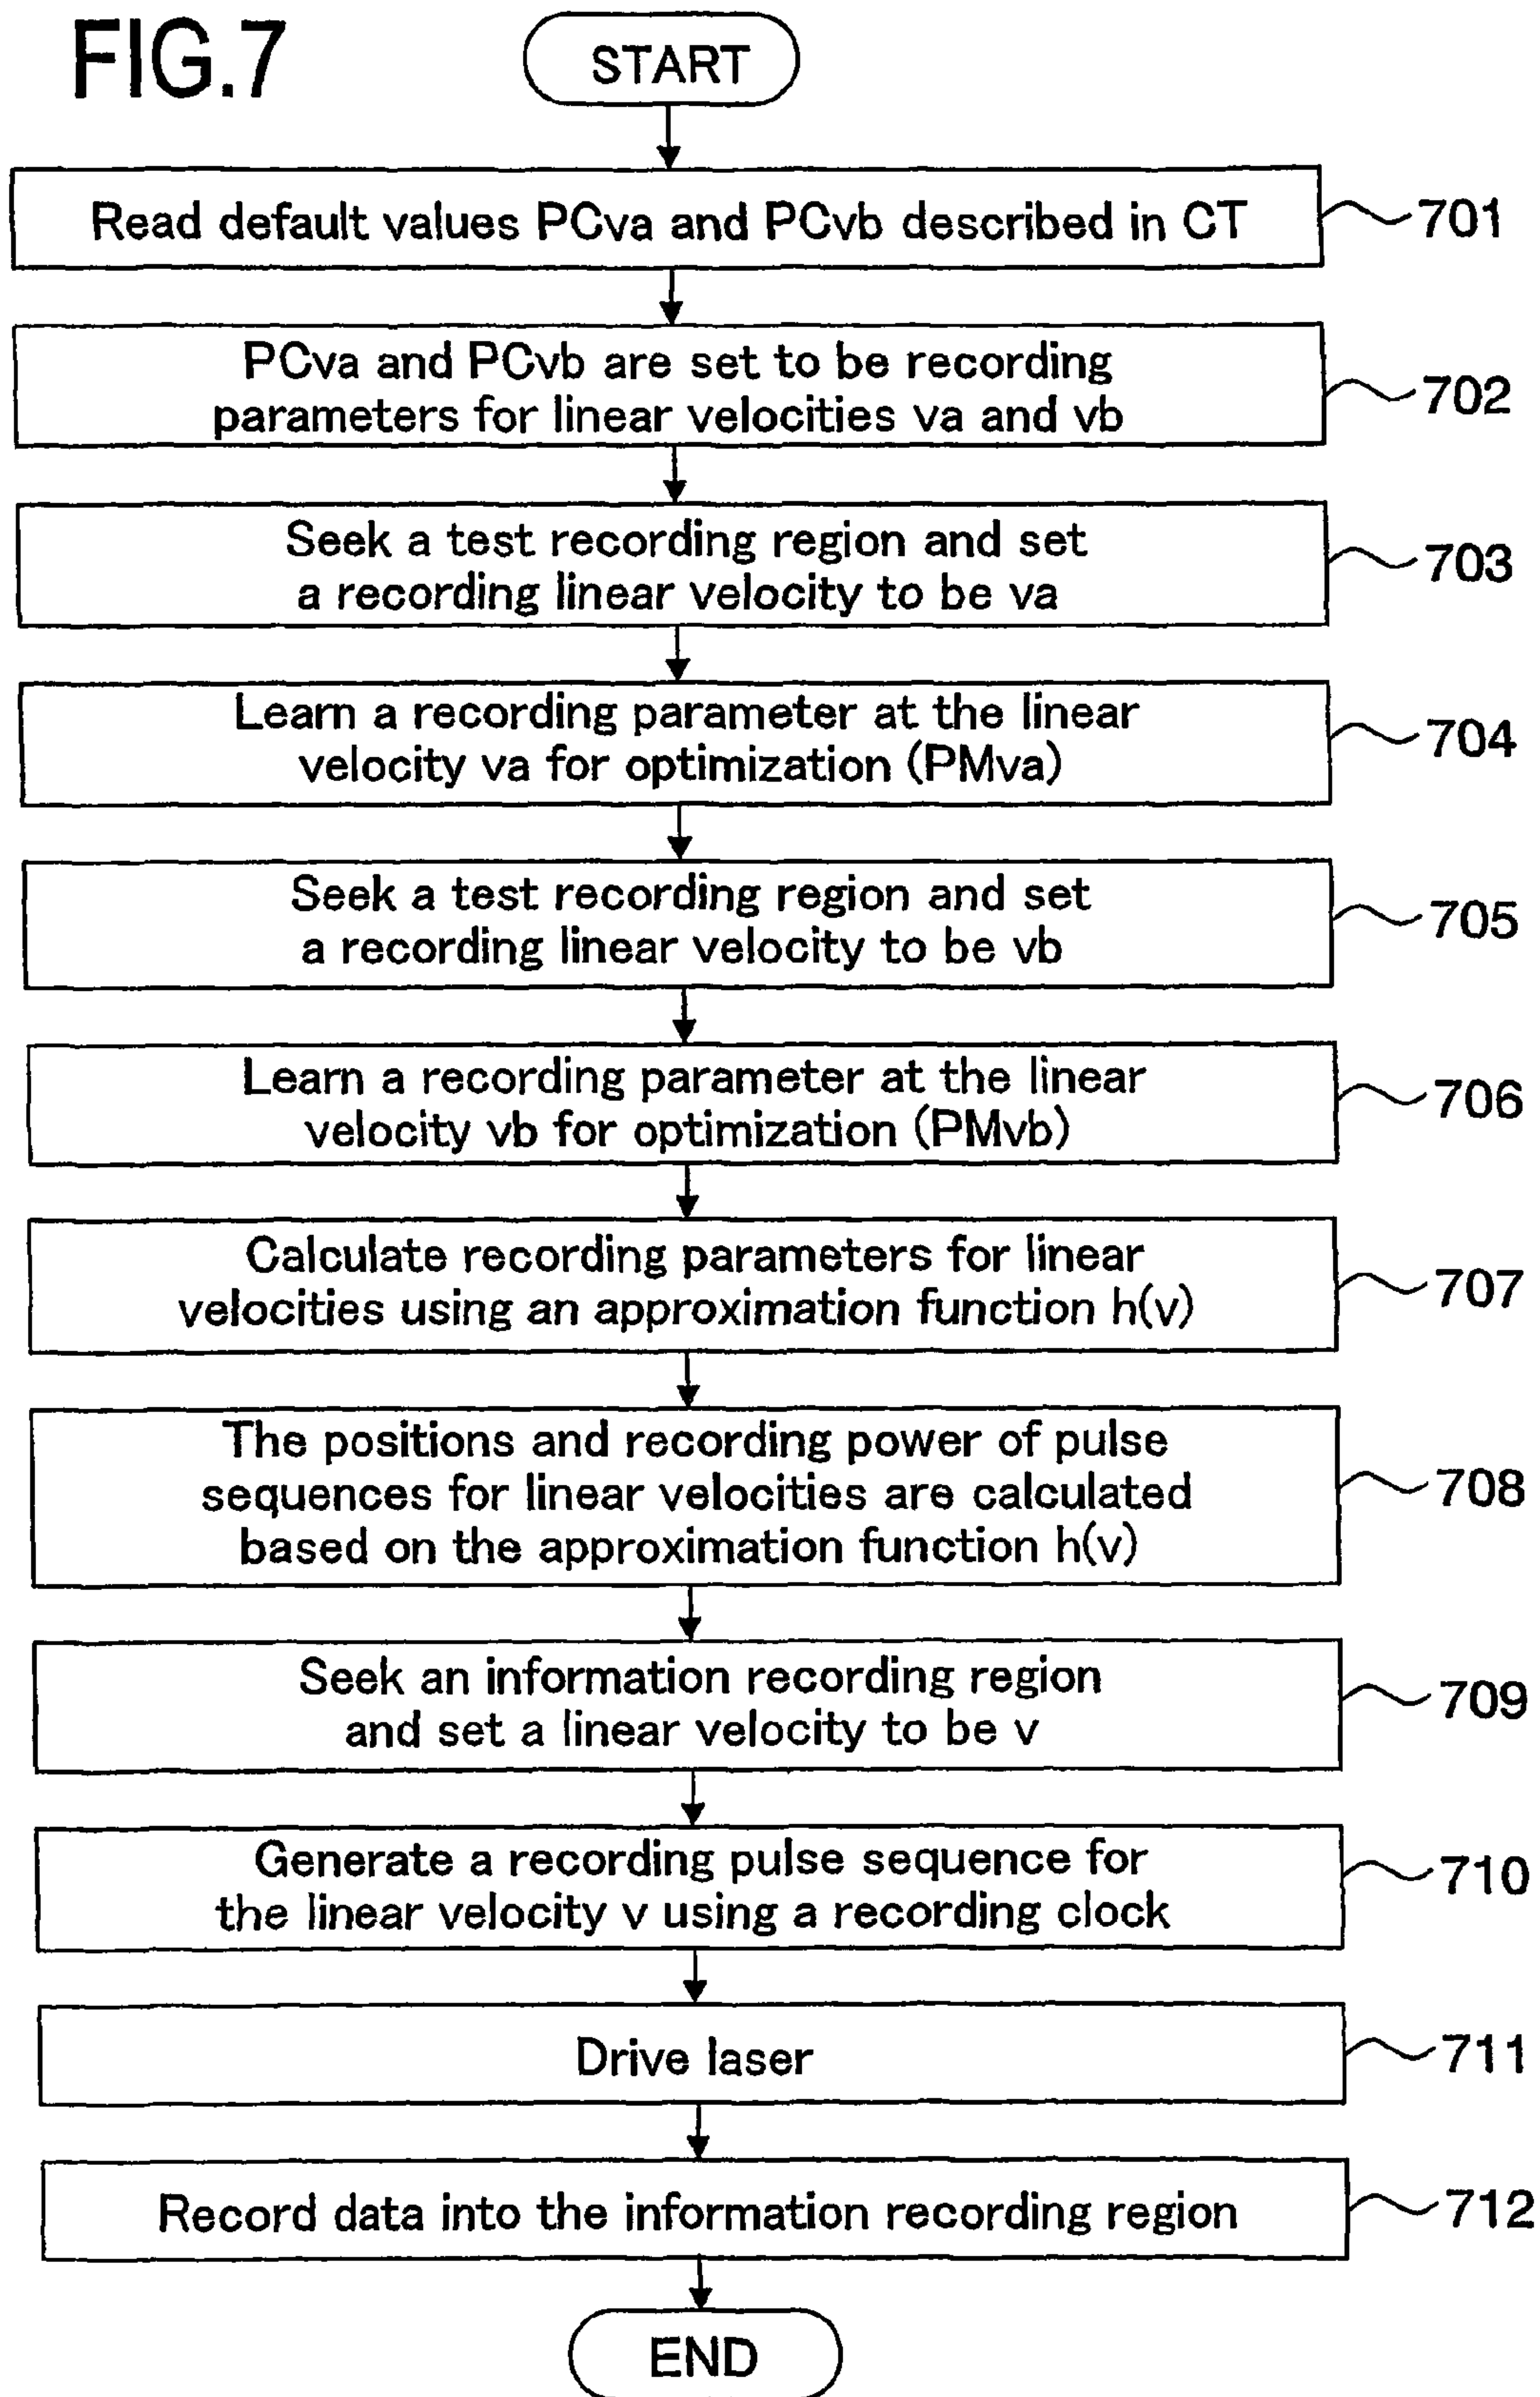 FIG.7
START
Read default values PCva and PCvb described in CT
701
PCva and PCvb are set to be recording
parameters for linear velocities va and vb
702
Seek a test recording region and set
a recording linear velocity to be va
703
Learn a recording parameter at the linear
velocity va for optimization (PMva)
704
Seek a test recording region and set
a recording linear velocity to be vb
705
Learn a recording parameter at the linear
velocity vb for optimization (PMvb)
706
Calculate recording parameters for linear
velocities using an approximation function h(v)
707
The positions and recording power of pulse
sequences for linear velocities are calculated
based on the approximation function h(v)
708
Seek an information recording region
and set a linear velocity to be v
709
Generate a recording pulse sequence for
the linear velocity v using a recording clock
710
Drive laser
711
Record data into the information recording region
712
END